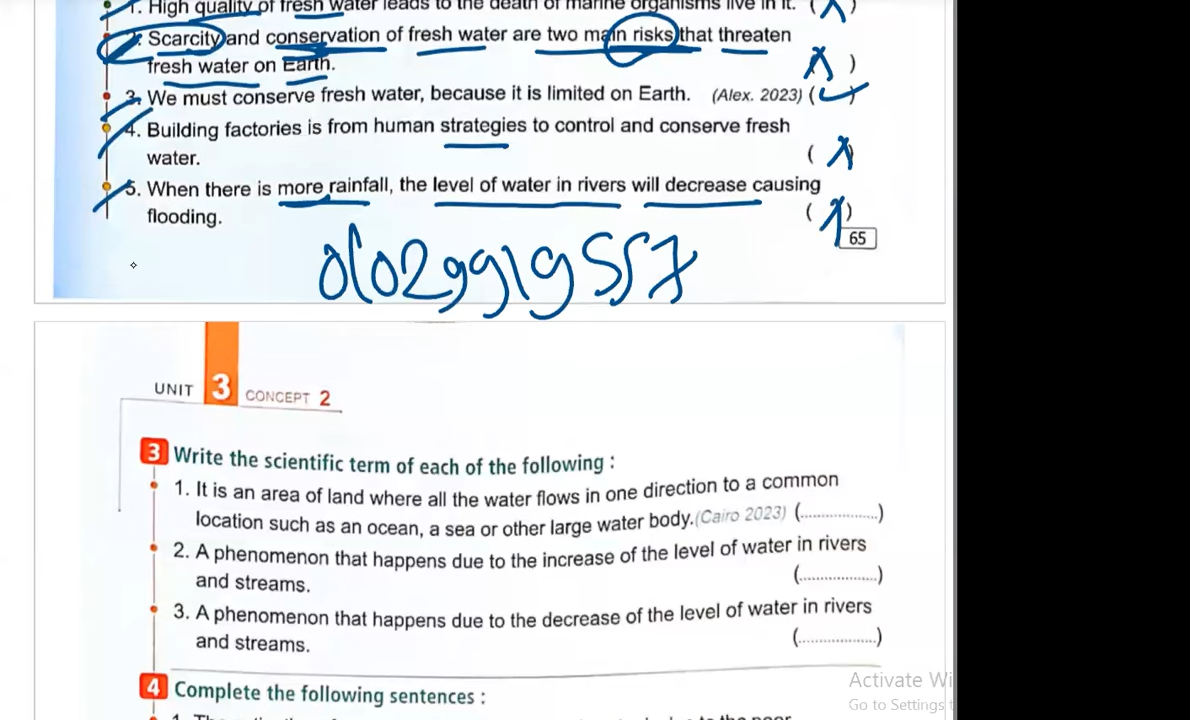 1. High quality of fresh water leads to the death of marine organisms live in it. (X)
2. Scarcity and conservation of fresh water are two main risks that threaten
fresh water on Earth. X )
3. We must conserve fresh water, because it is limited on Earth. (Alex. 2023) (✓)
4. Building factories is from human strategies to control and conserve fresh
water. ( X )
5. When there is more rainfall, the level of water in rivers will decrease causing
flooding. ( X )
65
01029919557
UNIT 3 CONCEPT 2
3 Write the scientific term of each of the following :
1. It is an area of land where all the water flows in one direction to a common
location such as an ocean, a sea or other large water body. (Cairo 2023) (..................)
2. A phenomenon that happens due to the increase of the level of water in rivers
and streams. (..................)
3. A phenomenon that happens due to the decrease of the level of water in rivers
and streams. (..................)
4 Complete the following sentences :
Activate Wi
Go to Settings t